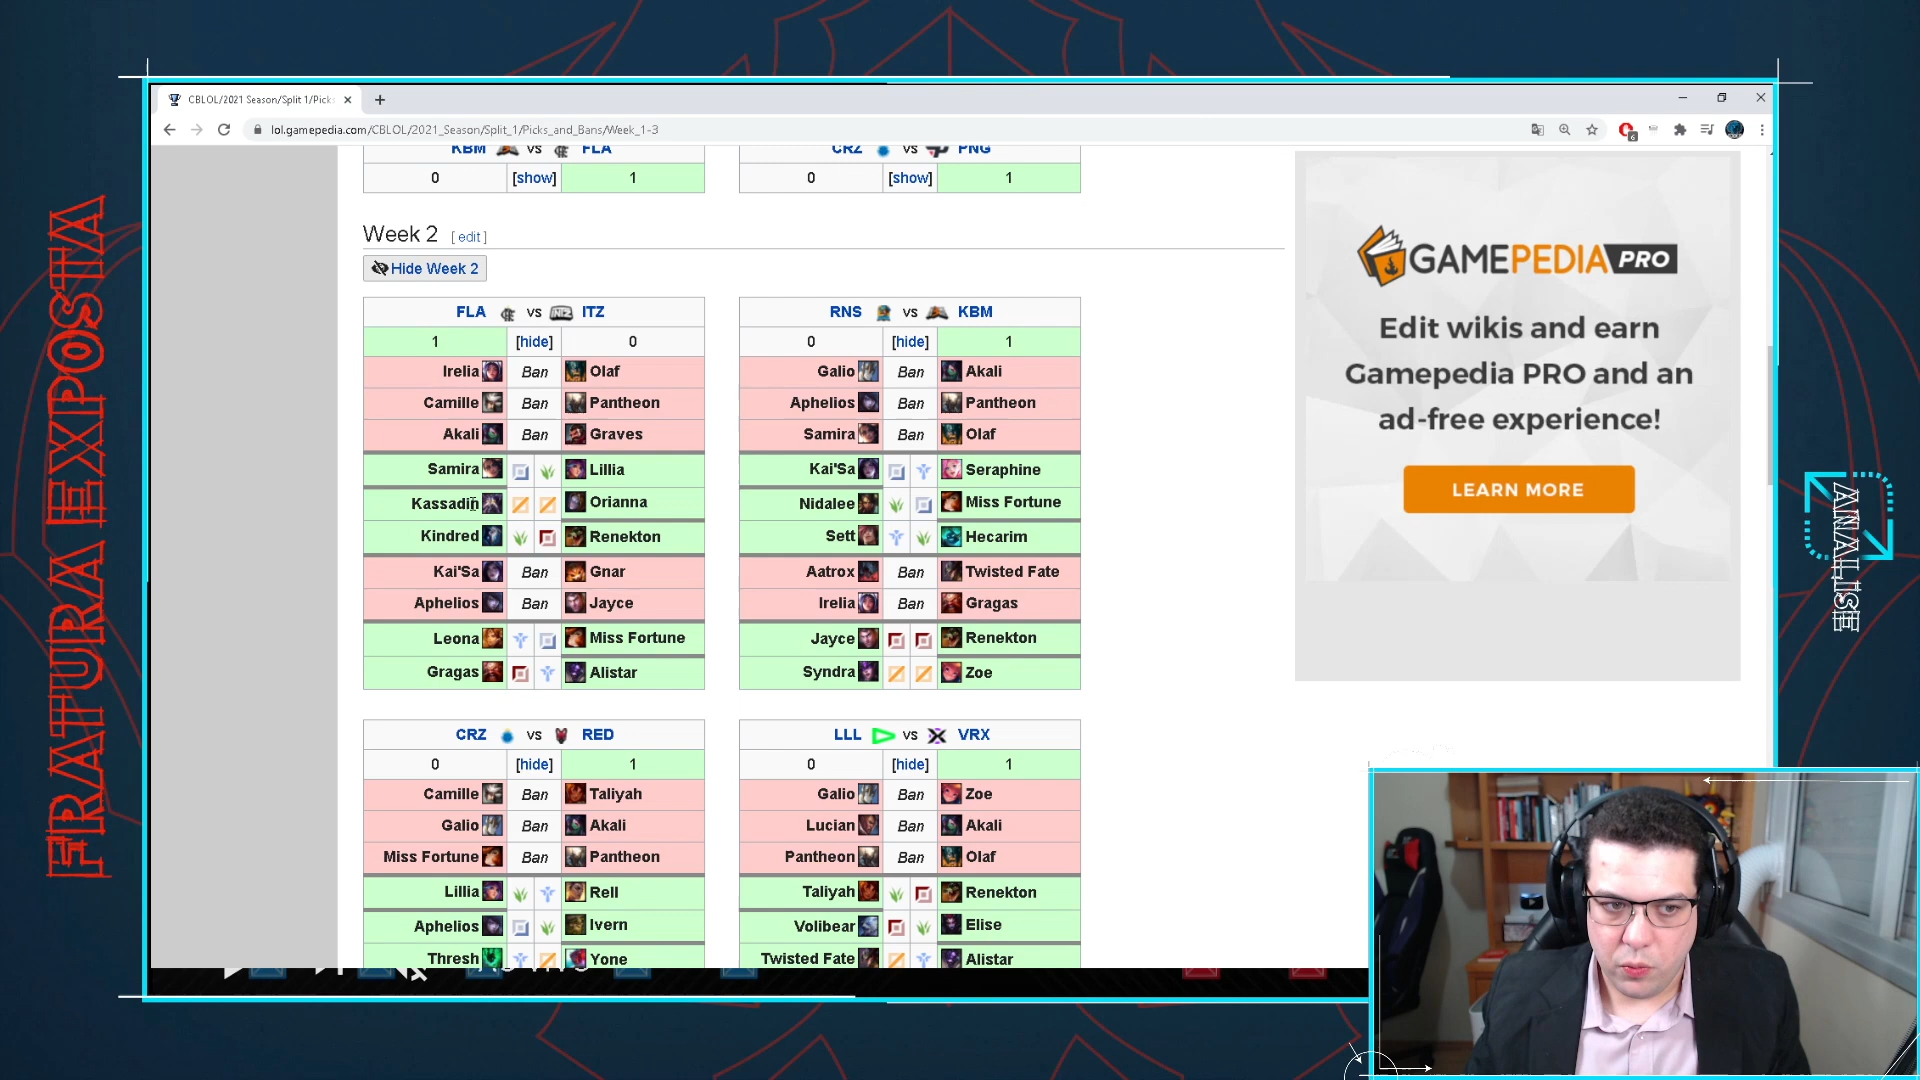 CBLOL/2021 Season/Split 1/Picks
lol.gamepedia.com/CBLOL/2021_Season/Split_1/Picks_and_Bans/Week_1-3
KBM vs FLA
0 [show] 1
CRZ vs PNG
0 [show] 1
Week 2 [ edit ]
Hide Week 2
FLA vs ITZ
1 [hide] 0
Irelia Ban Olaf
Camille Ban Pantheon
Akali Ban Graves
Samira Lillia
Kassadin Orianna
Kindred Renekton
Kai'Sa Ban Gnar
Aphelios Ban Jayce
Leona Miss Fortune
Gragas Alistar
RNS vs KBM
0 [hide] 1
Galio Ban Akali
Aphelios Ban Pantheon
Samira Ban Olaf
Kai'Sa Seraphine
Nidalee Miss Fortune
Sett Hecarim
Aatrox Ban Twisted Fate
Irelia Ban Gragas
Jayce Renekton
Syndra Zoe
CRZ vs RED
0 [hide] 1
Camille Ban Taliyah
Galio Ban Akali
Miss Fortune Ban Pantheon
Lillia Rell
Aphelios Ivern
Thresh Yone
LLL vs VRX
0 [hide] 1
Galio Ban Zoe
Lucian Ban Akali
Pantheon Ban Olaf
Taliyah Renekton
Volibear Elise
Twisted Fate Alistar
GAMEPEDIA PRO
Edit wikis and earn
Gamepedia PRO and an
ad-free experience!
LEARN MORE
FRATURA EXPOSTA
ANALISE